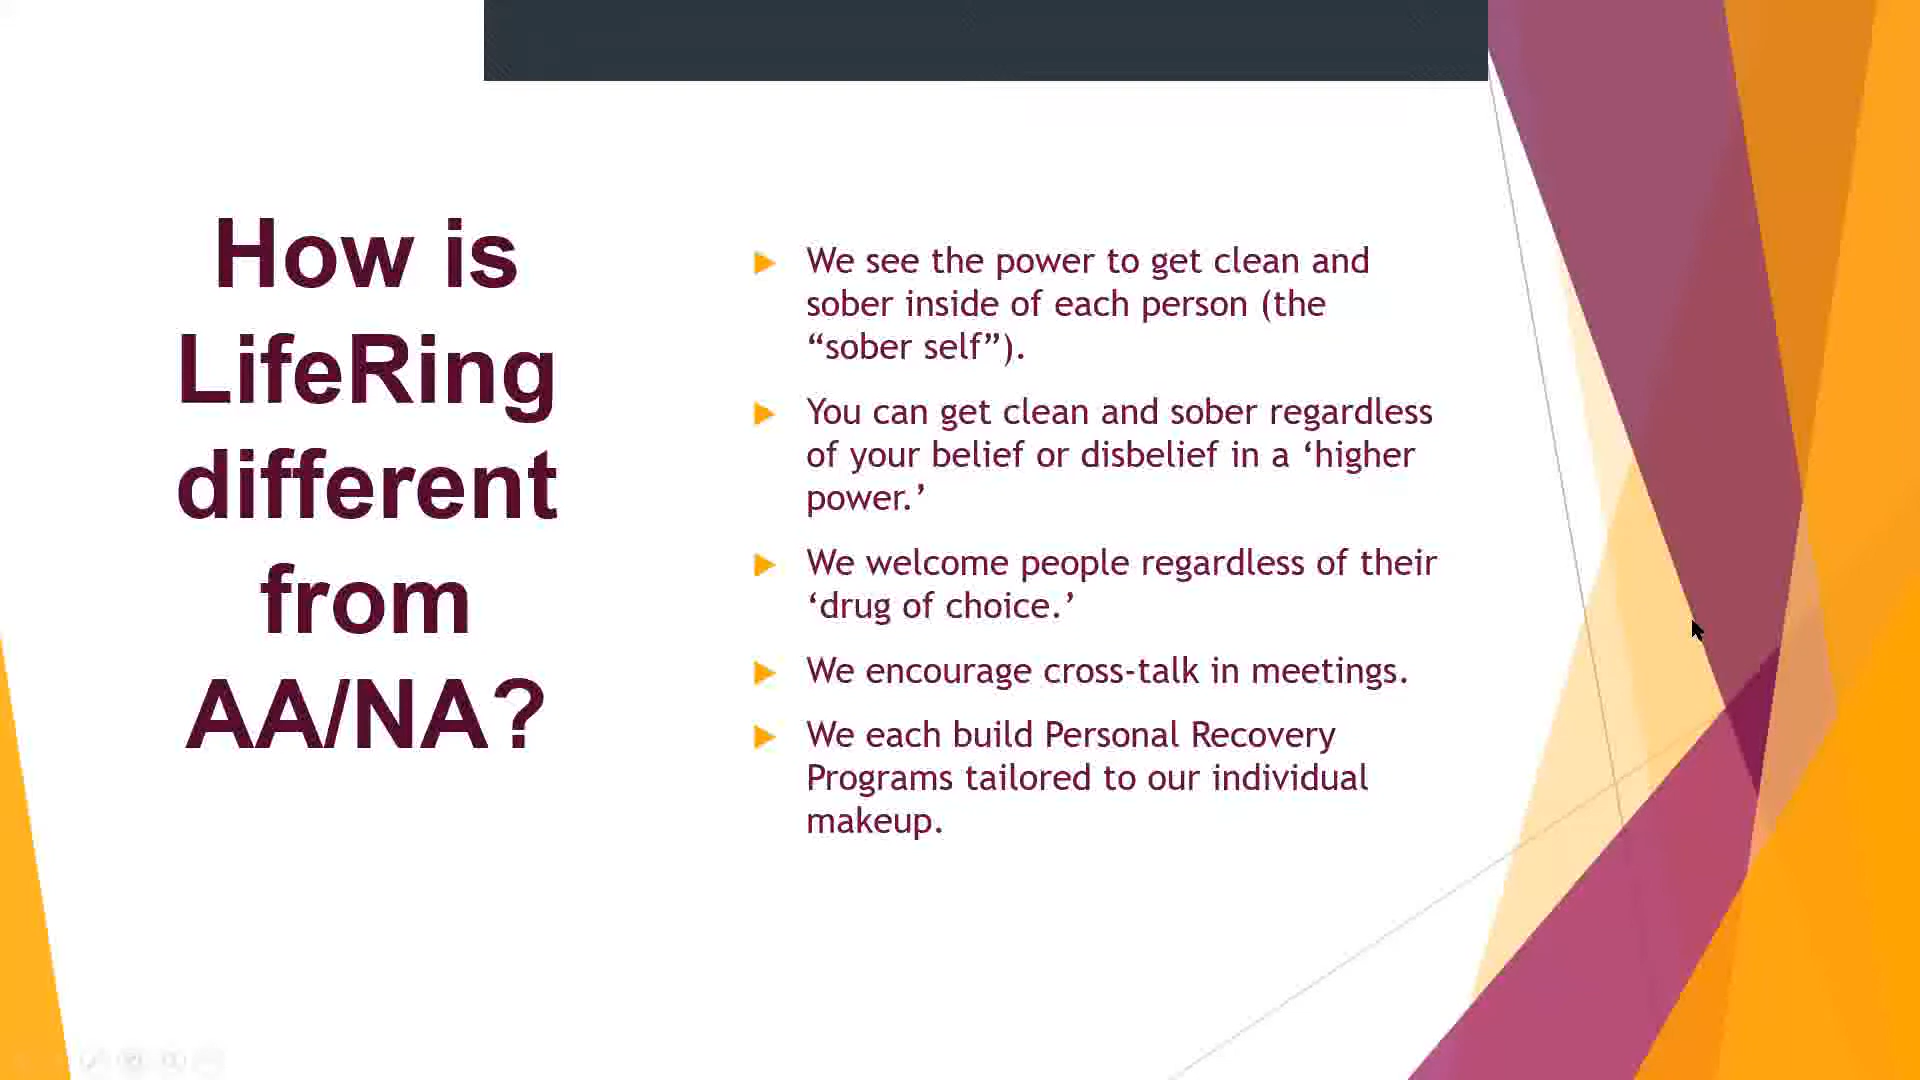 How is
LifeRing
different
from
AA/NA?
We see the power to get clean and
sober inside of each person (the
“sober self”).
You can get clean and sober regardless
of your belief or disbelief in a ‘higher
power.’
We welcome people regardless of their
‘drug of choice.’
We encourage cross-talk in meetings.
We each build Personal Recovery
Programs tailored to our individual
makeup.